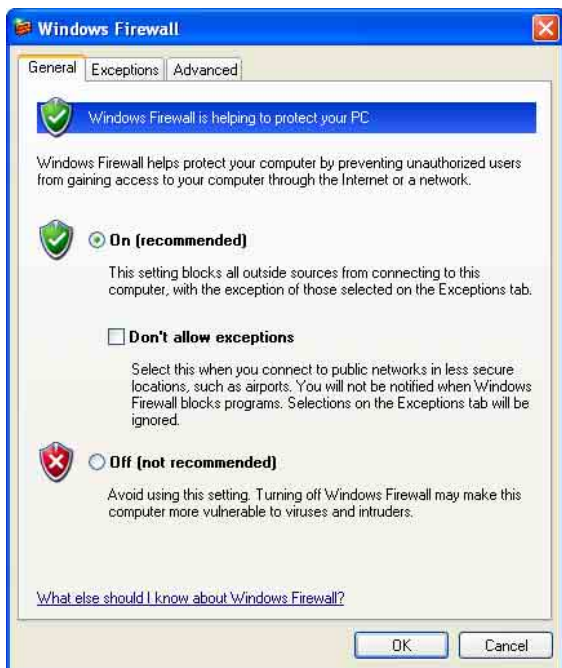 Windows Firewall
General Exceptions Advanced
Windows Firewall is helping to protect your PC
Windows Firewall helps protect your computer by preventing unauthorized users
from gaining access to your computer through the Internet or a network.
On (recommended)
This setting blocks all outside sources from connecting to this
computer, with the exception of those selected on the Exceptions tab.
Don't allow exceptions
Select this when you connect to public networks in less secure
locations, such as airports. You will not be notified when Windows
Firewall blocks programs. Selections on the Exceptions tab will be
ignored.
Off (not recommended)
Avoid using this setting. Turning off Windows Firewall may make this
computer more vulnerable to viruses and intruders.
What else should I know about Windows Firewall?
OK Cancel